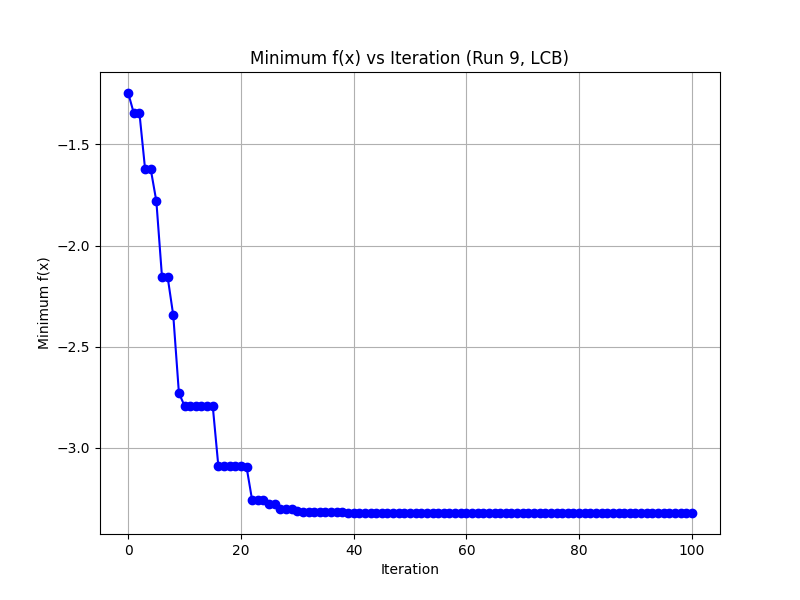 Minimum f(x) vs Iteration (Run 9, LCB)
Minimum f(x)
−1.5
−2.0
−2.5
−3.0
0 20 40 60 80 100
Iteration